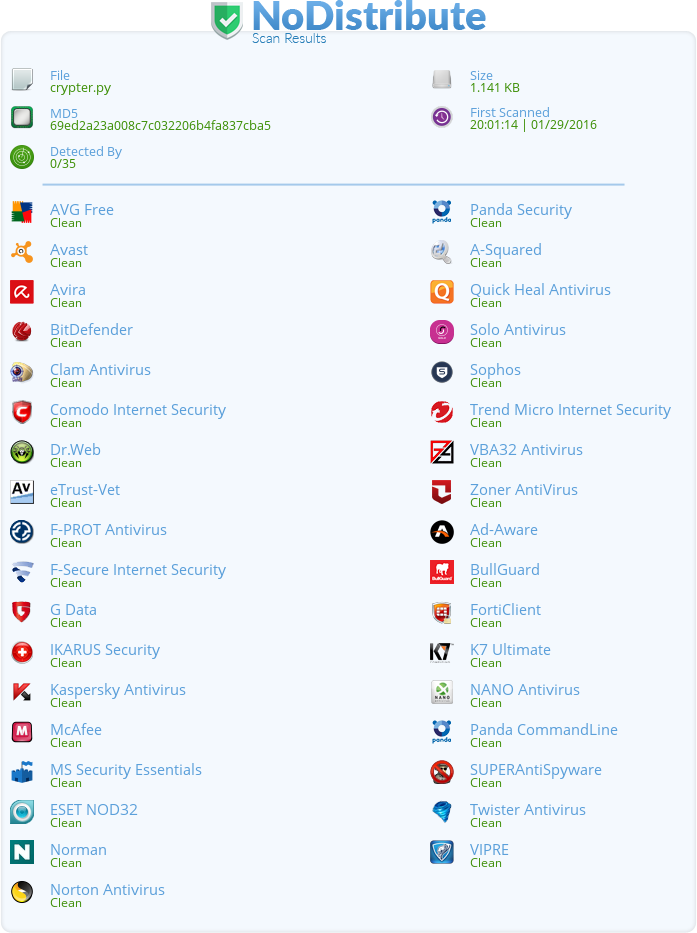 NoDistribute
Scan Results
File
crypter.py
Size
1.141 KB
MD5
69ed2a23a008c7c032206b4fa837cba5
First Scanned
20:01:14 | 01/29/2016
Detected By
0/35
AVG Free
Clean
Panda Security
Clean
Avast
Clean
A-Squared
Clean
Avira
Clean
Quick Heal Antivirus
Clean
BitDefender
Clean
Solo Antivirus
Clean
Clam Antivirus
Clean
Sophos
Clean
Comodo Internet Security
Clean
Trend Micro Internet Security
Clean
Dr.Web
Clean
VBA32 Antivirus
Clean
eTrust-Vet
Clean
Zoner AntiVirus
Clean
F-PROT Antivirus
Clean
Ad-Aware
Clean
F-Secure Internet Security
Clean
BullGuard
Clean
G Data
Clean
FortiClient
Clean
IKARUS Security
Clean
K7 Ultimate
Clean
Kaspersky Antivirus
Clean
NANO Antivirus
Clean
McAfee
Clean
Panda CommandLine
Clean
MS Security Essentials
Clean
SUPERAntiSpyware
Clean
ESET NOD32
Clean
Twister Antivirus
Clean
Norman
Clean
VIPRE
Clean
Norton Antivirus
Clean